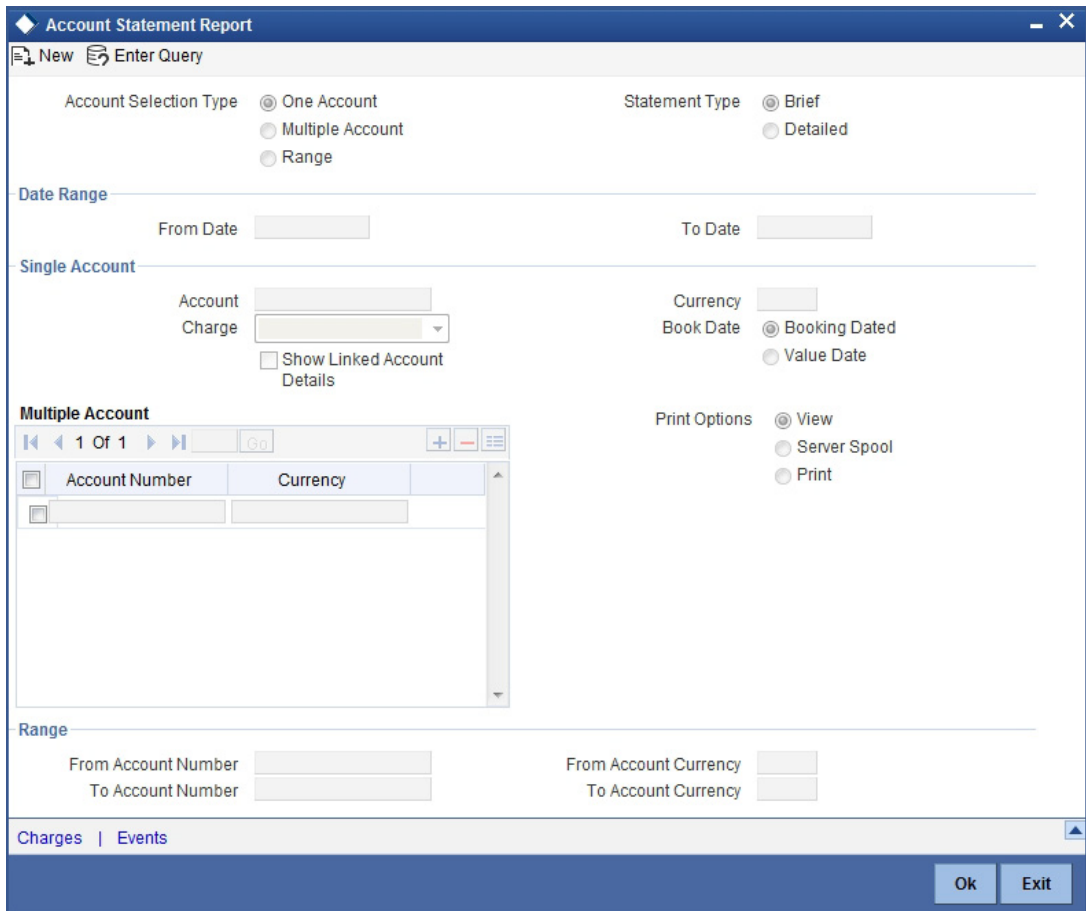 Account Statement Report
New Enter Query
Account Selection Type One Account Statement Type Brief
Multiple Account Detailed
Range
Date Range
From Date To Date
Single Account
Account Currency
Charge Book Date Booking Dated
Show Linked Account Value Date
Details
Multiple Account Print Options View
1 Of 1 Go Server Spool
Account Number Currency Print
Range
From Account Number From Account Currency
To Account Number To Account Currency
Charges | Events
Ok Exit